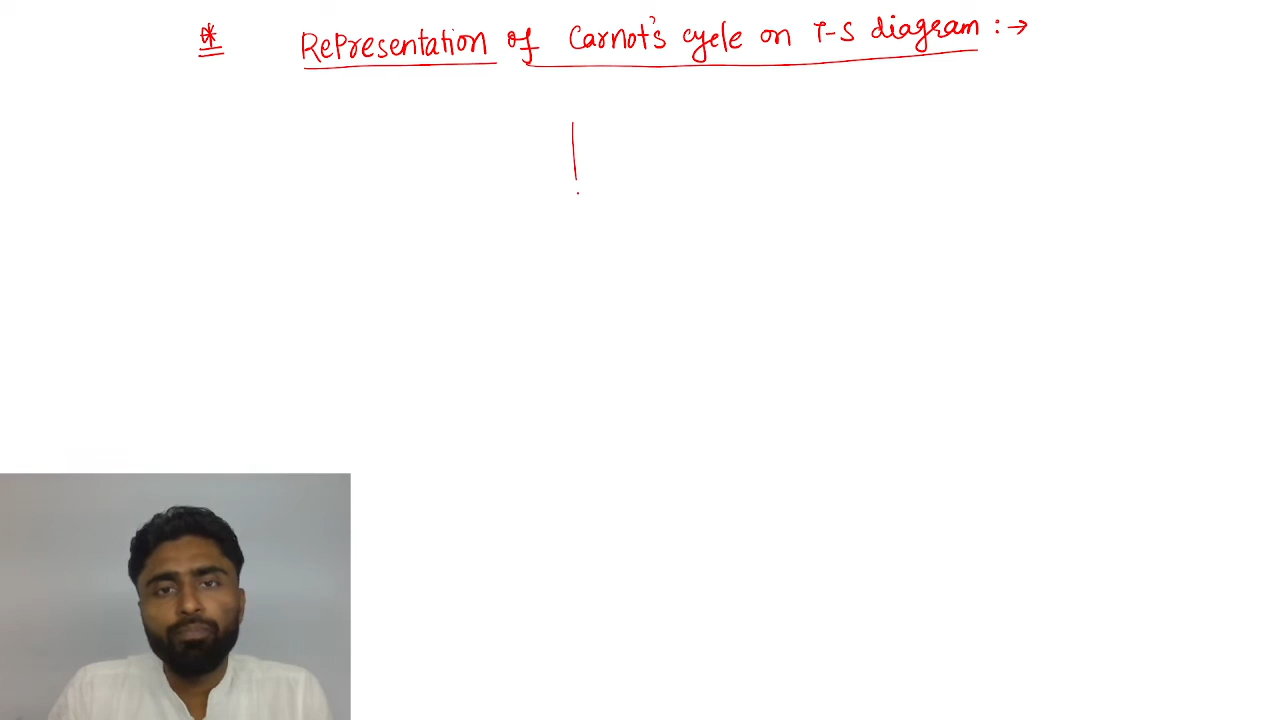 * Representation of Carnot's cycle on T-S diagram :→